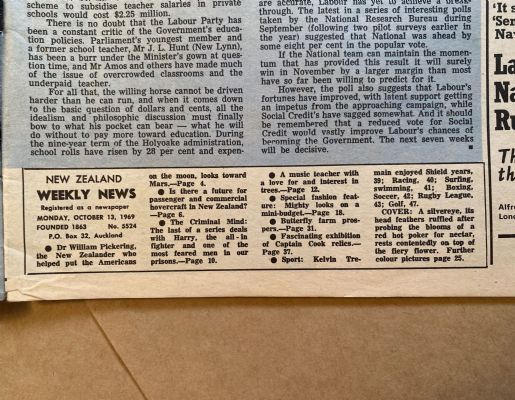 scheme to subsidise teacher salaries in private
schools would cost $2.25 million.
There is no doubt that the Labour Party has
been a constant critic of the Government's educa-
tion policies. Parliament's youngest member and
a former school teacher, Mr J. L. Hunt (New Lynn),
has been a burr under the Minister's gown at ques-
tion time, and Mr Amos and others have made much
of the issue of overcrowded classrooms and the
underpaid teacher.
For all that, the willing horse cannot be driven
harder than he can run, and when it comes down
to the basic question of dollars and cents, all the
idealism and philosophic discussion must finally
bow to what his pocket can bear — what he will
do without to pay more toward education. During
the nine-year term of the Holyoake administration,
school rolls have risen by 28 per cent and expen-
are accurate, Labour has yet to achieve a break-
through. The latest in a series of interesting polls
taken by the National Research Bureau during
September (following two pilot surveys earlier in
the year) suggested that National was ahead by
some eight per cent in the popular vote.
If the National team can maintain the momen-
tum that has provided this result it will surely
win in November by a larger margin than most
have so far been willing to predict for it.
However, the poll also suggests that Labour's
fortunes have improved, with latent support getting
an impetus from the approaching campaign, while
Social Credit's have sagged somewhat. And it should
be remembered that a reduced vote for Social
Credit would vastly improve Labour's chances of
becoming the Government. The next seven weeks
will be decisive.
NEW ZEALAND
WEEKLY NEWS
Registered as a newspaper
MONDAY, OCTOBER 13, 1969
FOUNDED 1863 No. 5524
P.O. Box 32, Auckland
● Dr William Pickering,
the New Zealander who
helped put the Americans
on the moon, looks toward
Mars.—Page 4.
● Is there a future for
passenger and commercial
hovercraft in New Zealand?
—Page 6.
● The Criminal Mind:
The last of a series deals
with Harry, the all-in
fighter and one of the
most feared men in our
prisons.—Page 10.
● A music teacher with
a love for and interest in
trees.—Page 12.
● Special fashion feat-
ure: Mighty looks on a
mini-budget.—Page 18.
● Butterfly farm pros-
pers.—Page 31.
● Fascinating exhibition
of Captain Cook relics.—
Page 37.
● Sport: Kelvin Tre-
main enjoyed Shield years,
39; Racing, 40; Surfing,
swimming, 41; Boxing,
Soccer, 42; Rugby League,
43; Golf, 47.
COVER: A silvereye, its
head feathers ruffled after
probing the blooms of a
red hot poker for nectar,
rests contentedly on top of
the fiery flower. Further
colour pictures page 25.
'It s
'Ser
Nav
La
Na
Ru
Th
th
Alfre
Lone